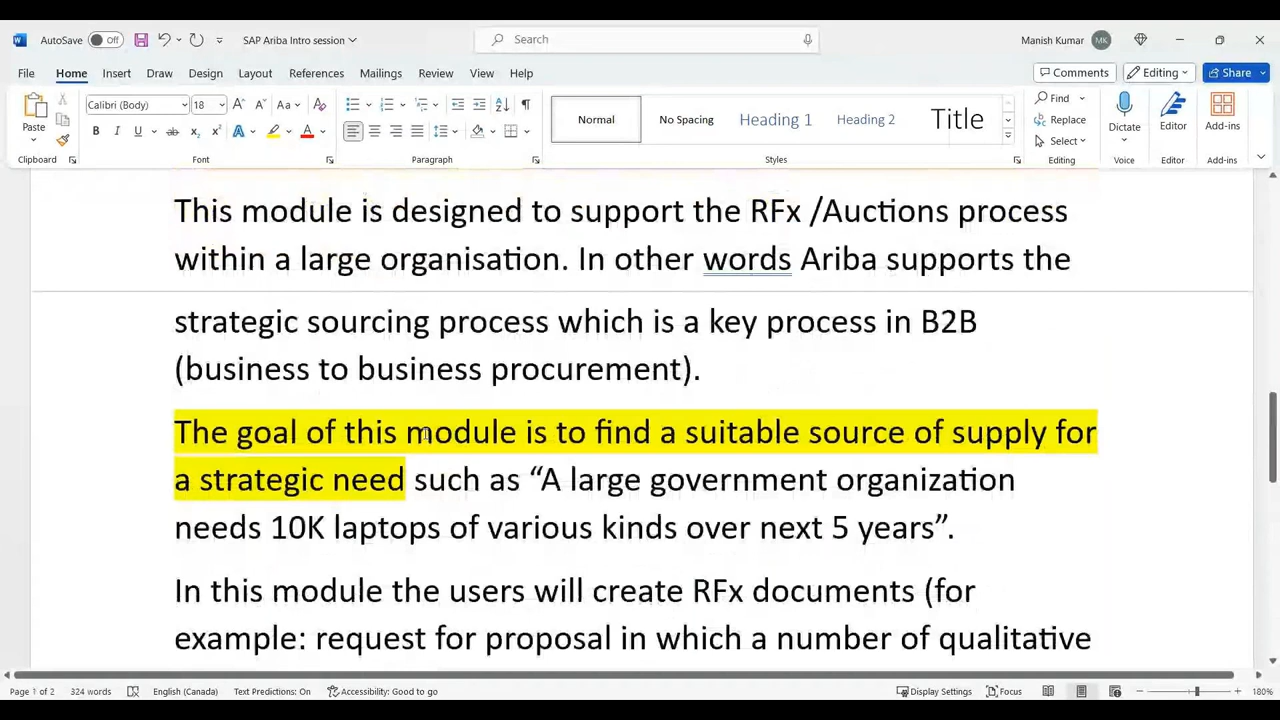 AutoSave Off SAP Ariba Intro session Search Manish Kumar MK
File Home Insert Draw Design Layout References Mailings Review View Help Comments Editing Share
Paste Calibri (Body) 18 Aa Normal No Spacing Heading 1 Heading 2 Title Find Replace Select Dictate Editor Add-ins
B I U ab x₂ x² A A
Clipboard Font Paragraph Styles Editing Voice Editor Add-ins
This module is designed to support the RFx /Auctions process
within a large organisation. In other words Ariba supports the
strategic sourcing process which is a key process in B2B
(business to business procurement).
The goal of this module is to find a suitable source of supply for
a strategic need such as “A large government organization
needs 10K laptops of various kinds over next 5 years”.
In this module the users will create RFx documents (for
example: request for proposal in which a number of qualitative
Page 1 of 2 324 words English (Canada) Text Predictions: On Accessibility: Good to go Display Settings Focus 180%